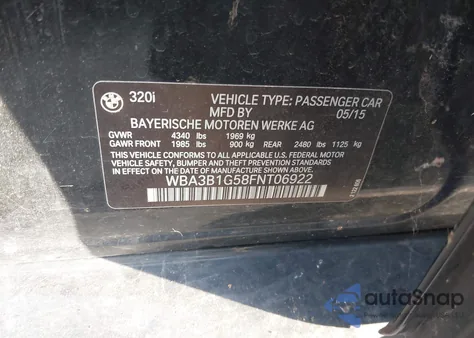 320i VEHICLE TYPE: PASSENGER CAR
MFD BY 05/15
BAYERISCHE MOTOREN WERKE AG
GVWR 4340 lbs 1969 kg
GAWR FRONT 1985 lbs 900 kg REAR 2480 lbs 1125 kg
THIS VEHICLE CONFORMS TO ALL APPLICABLE U.S. FEDERAL MOTOR
VEHICLE SAFETY, BUMPER AND THEFT PREVENTION STANDARDS IN
EFFECT ON THE DATE OF MANUFACTURE SHOWN ABOVE
WBA3B1G58FNT06922
autoSnap
autoSnap